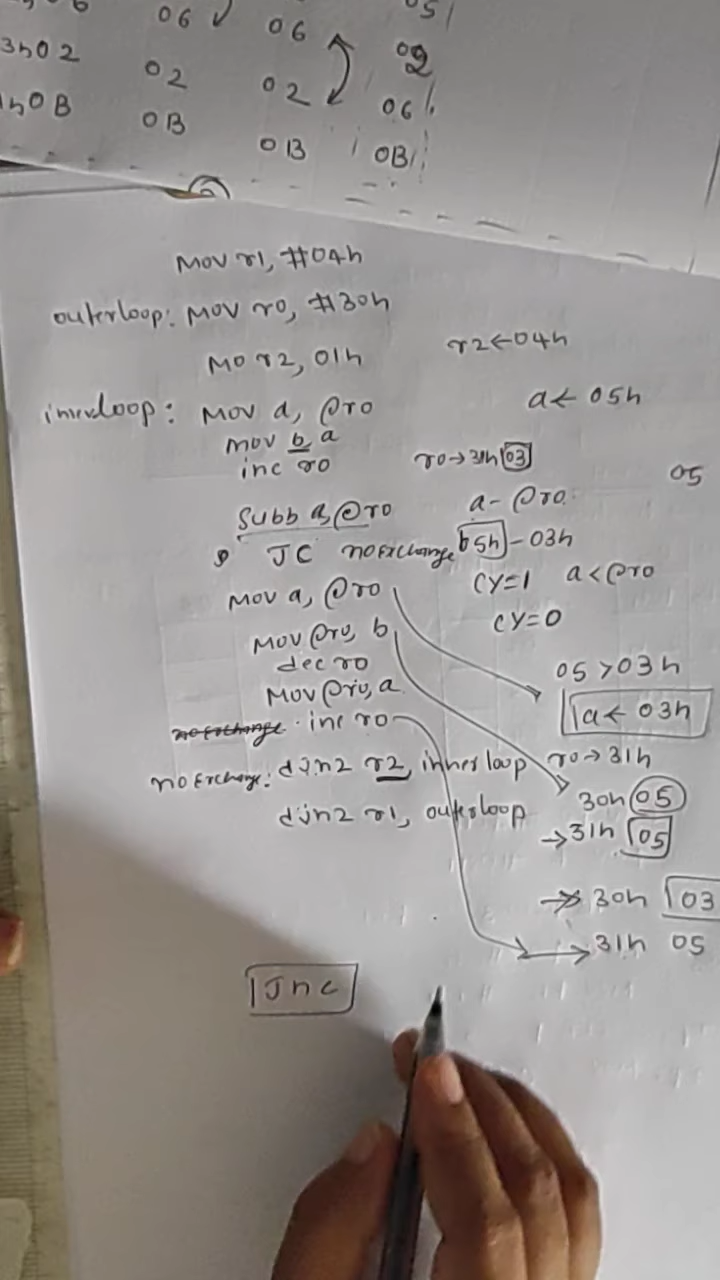 06 ✓ 06 05
3h02 02 02 02
0B 0B 0B 06
0B
Mov r1, #04h
outerloop: Mov r0, #30h
Mo r2, 01h r2←04h
innerloop: Mov a, @r0 a← 05h
mov b a
inc r0 r0→31h 03 05
Subb a, @r0 a-@r0
JC noExchange 05h-03h
CY=1 a<@r0
Mov a, @r0 CY=0
Mov @r0, b 05 >03h
dec r0
Mov @r0, a a← 03h
noExchange inc r0
noExchange: djnz r2, innerloop r0→31h
30h 05
djnz r1, outerloop →31h 05
→ 30h 03
→31h 05
Jnc